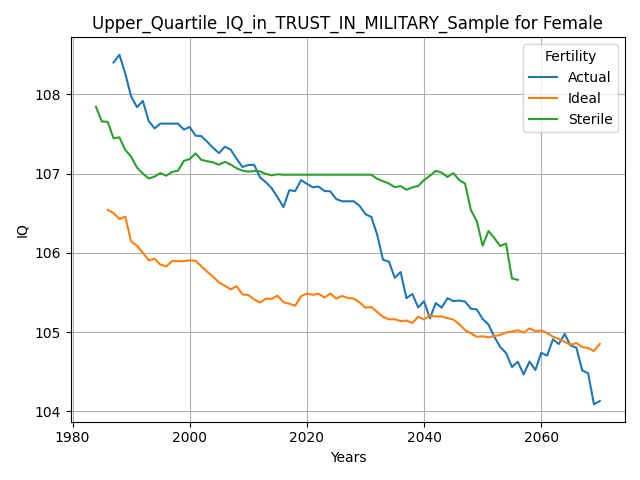 Upper_Quartile_IQ_in_TRUST_IN_MILITARY_Sample for Female
Fertility
Actual
Ideal
Sterile
IQ
108
107
106
105
104
1980
2000
2020
2040
2060
Years